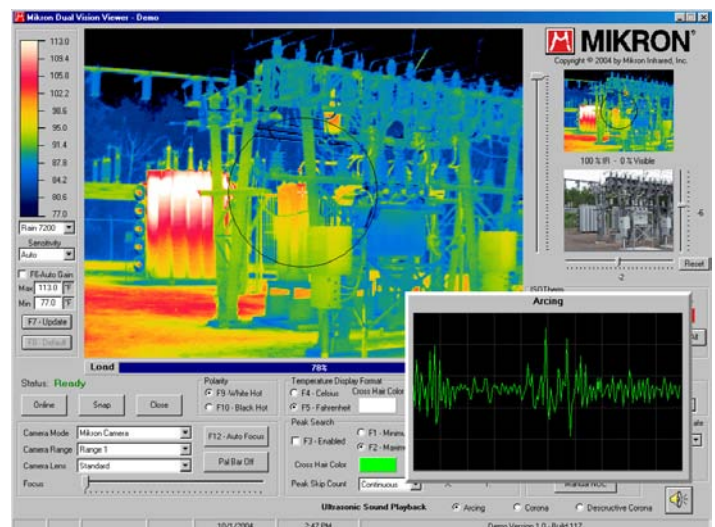 Mikron Dual Vision Viewer - Demo
MIKRON®
Copyright © 2004 by Mikron Infrared, Inc.
113.0
109.4
105.8
102.2
98.6
95.0
91.4
87.8
84.2
80.6
77.0
Rain 7200
Sensitivity
Auto
F6-Auto Gain
Max 113.0 °F
Min 77.0 °F
F7 - Update
F8 - Default
100 % IR - 0 % Visible
-6
-2
Reset
ISOTherm
Arcing
Load 78%
Status: Ready
Online Snap Close
Polarity
F9-White Hot
F10 - Black Hot
Temperature Display Format
F4 - Celsius Cross Hair Color
F5 - Fahrenheit
Camera Mode Mikron Camera
Camera Range Range 1
Camera Lens Standard
Focus
F12 - Auto Focus
Pal Bar Off
Peak Search
F3 - Enabled
F1 -
F2 -
Cross Hair Color
Peak Skip Count Continuous
Manual NUC
Ultrasonic Sound Playback Arcing Corona Destructive Corona
10/1/2004 2:47 PM Demo Version 1.0 - Build 117